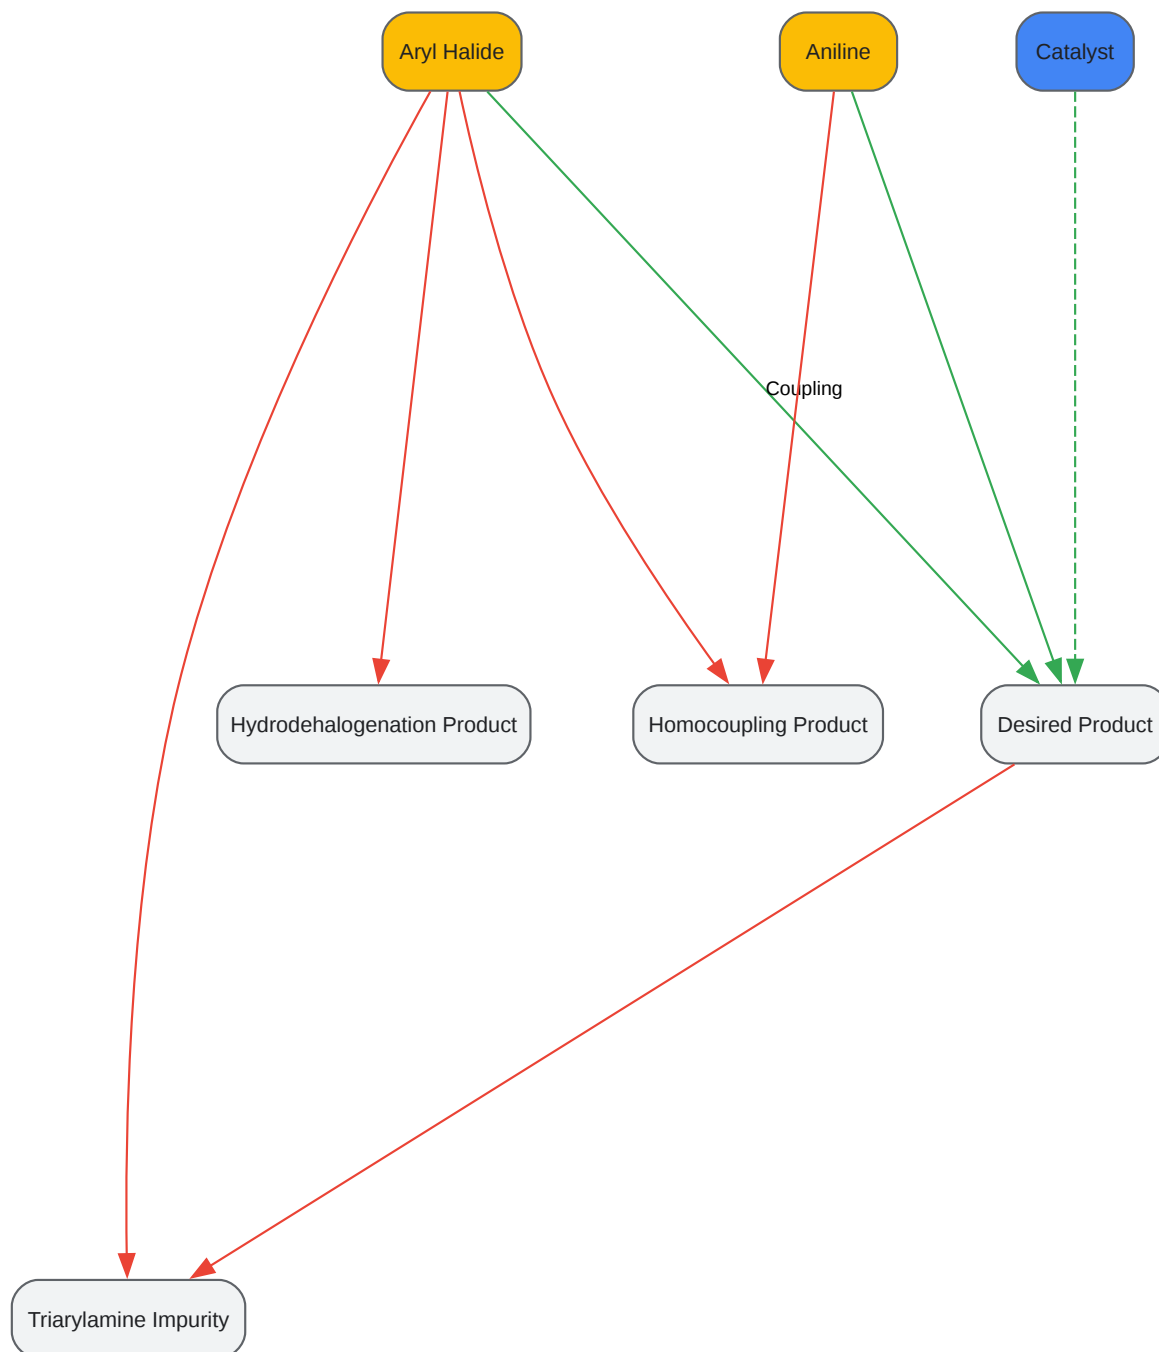 Aryl Halide
Aniline
Catalyst
Coupling
Hydrodehalogenation Product
Homocoupling Product
Desired Product
Triarylamine Impurity